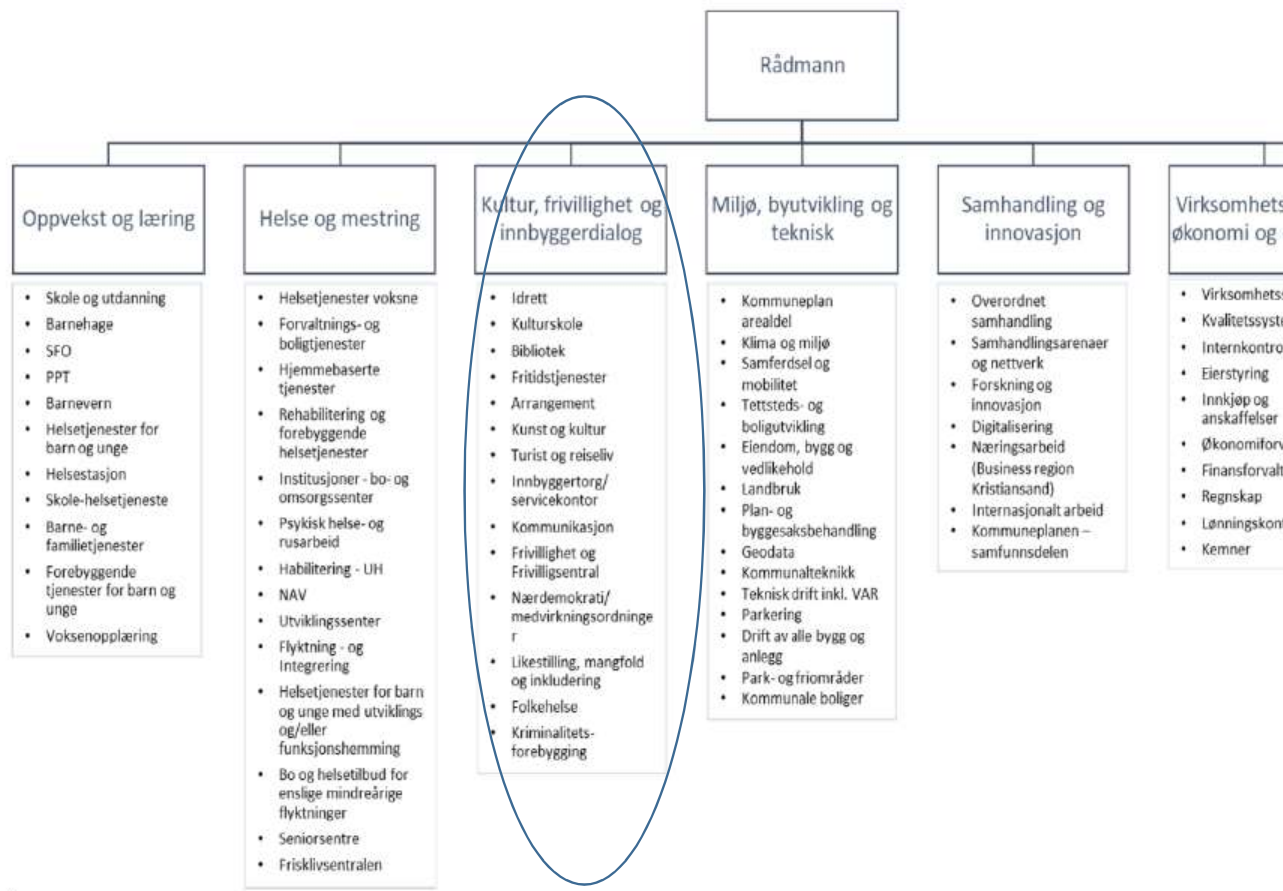 Rådmann
Oppvekst og læring
• Skole og utdanning
• Barnehage
• SFO
• PPT
• Barnevern
• Helsetjenester for
barn og unge
• Helsestasjon
• Skole-helsetjeneste
• Barne- og
familietjenester
• Forebyggende
tjenester for barn og
unge
• Voksenopplæring
Helse og mestring
• Helsetjenester voksne
• Forvaltnings- og
boligtjenester
• Hjemmebaserte
tjenester
• Rehabilitering og
forebyggende
helsetjenester
• Institusjoner - bo- og
omsorgssenter
• Psykisk helse- og
rusarbeid
• Habilitering - UH
• NAV
• Utviklingssenter
• Flyktning - og
Integrering
• Helsetjenester for barn
og unge med utviklings
og/eller
funksjonshemming
• Bo og helsetilbud for
enslige mindreårige
flyktninger
• Seniorsentre
• Frisklivsentralen
Kultur, frivillighet og
innbyggerdialog
• Idrett
• Kulturskole
• Bibliotek
• Fritidstjenester
• Arrangement
• Kunst og kultur
• Turist og reiseliv
• Innbyggertorg/
servicekontor
• Kommunikasjon
• Frivillighet og
Frivilligsentral
• Nærdemokrati/
medvirkningsordninge
r
• Likestilling, mangfold
og inkludering
• Folkehelse
• Kriminalitets-
forebygging
Miljø, byutvikling og
teknisk
• Kommuneplan
arealdel
• Klima og miljø
• Samferdsel og
mobilitet
• Tettsteds- og
boligutvikling
• Eiendom, bygg og
vedlikehold
• Landbruk
• Plan- og
byggesaksbehandling
• Geodata
• Kommunalteknikk
• Teknisk drift inkl. VAR
• Parkering
• Drift av alle bygg og
anlegg
• Park- og friområder
• Kommunale boliger
Samhandling og
innovasjon
• Overordnet
samhandling
• Samhandlingsarenaer
og nettverk
• Forskning og
innovasjon
• Digitalisering
• Næringsarbeid
(Business region
Kristiansand)
• Internasjonalt arbeid
• Kommuneplanen –
samfunnsdelen
Virksomhets
økonomi og
• Virksomhetss
• Kvalitetssyste
• Internkontro
• Eierstyring
• Innkjøp og
anskaffelser
• Økonomiforv
• Finansforvalt
• Regnskap
• Lønningskont
• Kemner